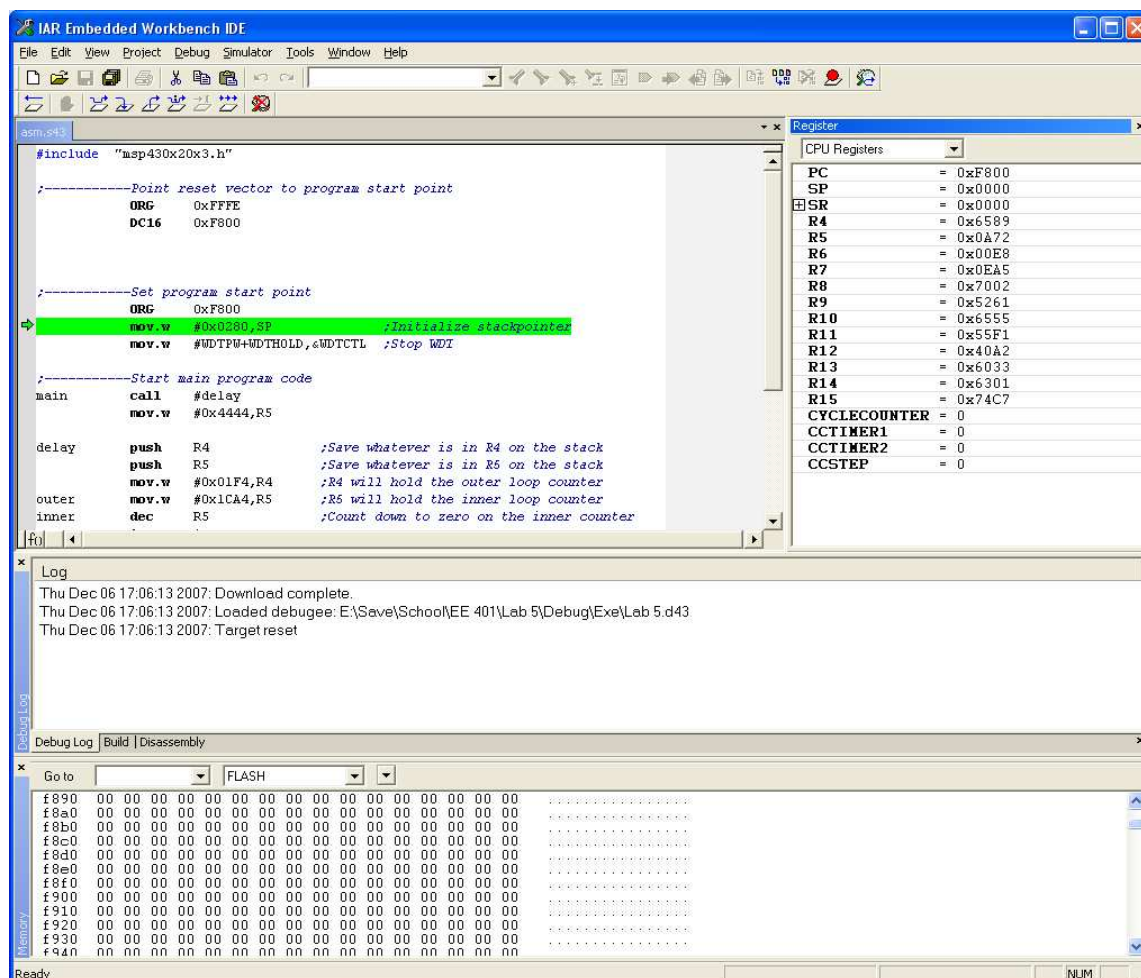 IAR Embedded Workbench IDE
File Edit View Project Debug Simulator Tools Window Help
asm.s43
#include "msp430x20x3.h"
;-----------Point reset vector to program start point
ORG 0xFFFE
DC16 0xF800
;-----------Set program start point
ORG 0xF800
mov.w #0x0280,SP ;Initialize stackpointer
mov.w #WDTPW+WDTHOLD,&WDTCTL ;Stop WDT
;-----------Start main program code
main call #delay
mov.w #0x4444,R5
delay push R4 ;Save whatever is in R4 on the stack
push R5 ;Save whatever is in R5 on the stack
mov.w #0x01F4,R4 ;R4 will hold the outer loop counter
outer mov.w #0x1CA4,R5 ;R5 will hold the inner loop counter
inner dec R5 ;Count down to zero on the inner counter
f()
Register
CPU Registers
PC = 0xF800
SP = 0x0000
SR = 0x0000
R4 = 0x6589
R5 = 0x0A72
R6 = 0x00E8
R7 = 0x0EA5
R8 = 0x7002
R9 = 0x5261
R10 = 0x6555
R11 = 0x55F1
R12 = 0x40A2
R13 = 0x6033
R14 = 0x6301
R15 = 0x74C7
CYCLECOUNTER = 0
CCTIMER1 = 0
CCTIMER2 = 0
CCSTEP = 0
Log
Thu Dec 06 17:06:13 2007: Download complete.
Thu Dec 06 17:06:13 2007: Loaded debugee: E:\Save\School\EE 401\Lab 5\Debug\Exe\Lab 5.d43
Thu Dec 06 17:06:13 2007: Target reset
Debug Log
Debug Log Build | Disassembly
Go to FLASH
f890 00 00 00 00 00 00 00 00 00 00 00 00 00 00 00 00 ................
f8a0 00 00 00 00 00 00 00 00 00 00 00 00 00 00 00 00 ................
f8b0 00 00 00 00 00 00 00 00 00 00 00 00 00 00 00 00 ................
f8c0 00 00 00 00 00 00 00 00 00 00 00 00 00 00 00 00 ................
f8d0 00 00 00 00 00 00 00 00 00 00 00 00 00 00 00 00 ................
f8e0 00 00 00 00 00 00 00 00 00 00 00 00 00 00 00 00 ................
f8f0 00 00 00 00 00 00 00 00 00 00 00 00 00 00 00 00 ................
f900 00 00 00 00 00 00 00 00 00 00 00 00 00 00 00 00 ................
f910 00 00 00 00 00 00 00 00 00 00 00 00 00 00 00 00 ................
f920 00 00 00 00 00 00 00 00 00 00 00 00 00 00 00 00 ................
f930 00 00 00 00 00 00 00 00 00 00 00 00 00 00 00 00 ................
f940 00 00 00 00 00 00 00 00 00 00 00 00 00 00 00 00
Memory
Ready NUM